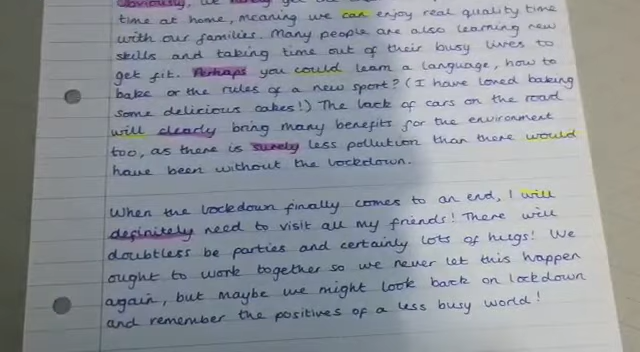 obviously, we rarely get
time at home, meaning we can enjoy real quality time
with our families. Many people are also learning new
skills and taking time out of their busy lives to
get fit. Perhaps you could learn a language, how to
bake or the rules of a new sport? (I have loved baking
some delicious cakes!) The lack of cars on the road
will clearly bring many benefits for the environment
too, as there is surely less pollution than there would
have been without the lockdown.
When the lockdown finally comes to an end, I will
definitely need to visit all my friends! There will
doubtless be parties and certainly lots of hugs! We
ought to work together so we never let this happen
again, but maybe we might look back on lockdown
and remember the positives of a less busy world!